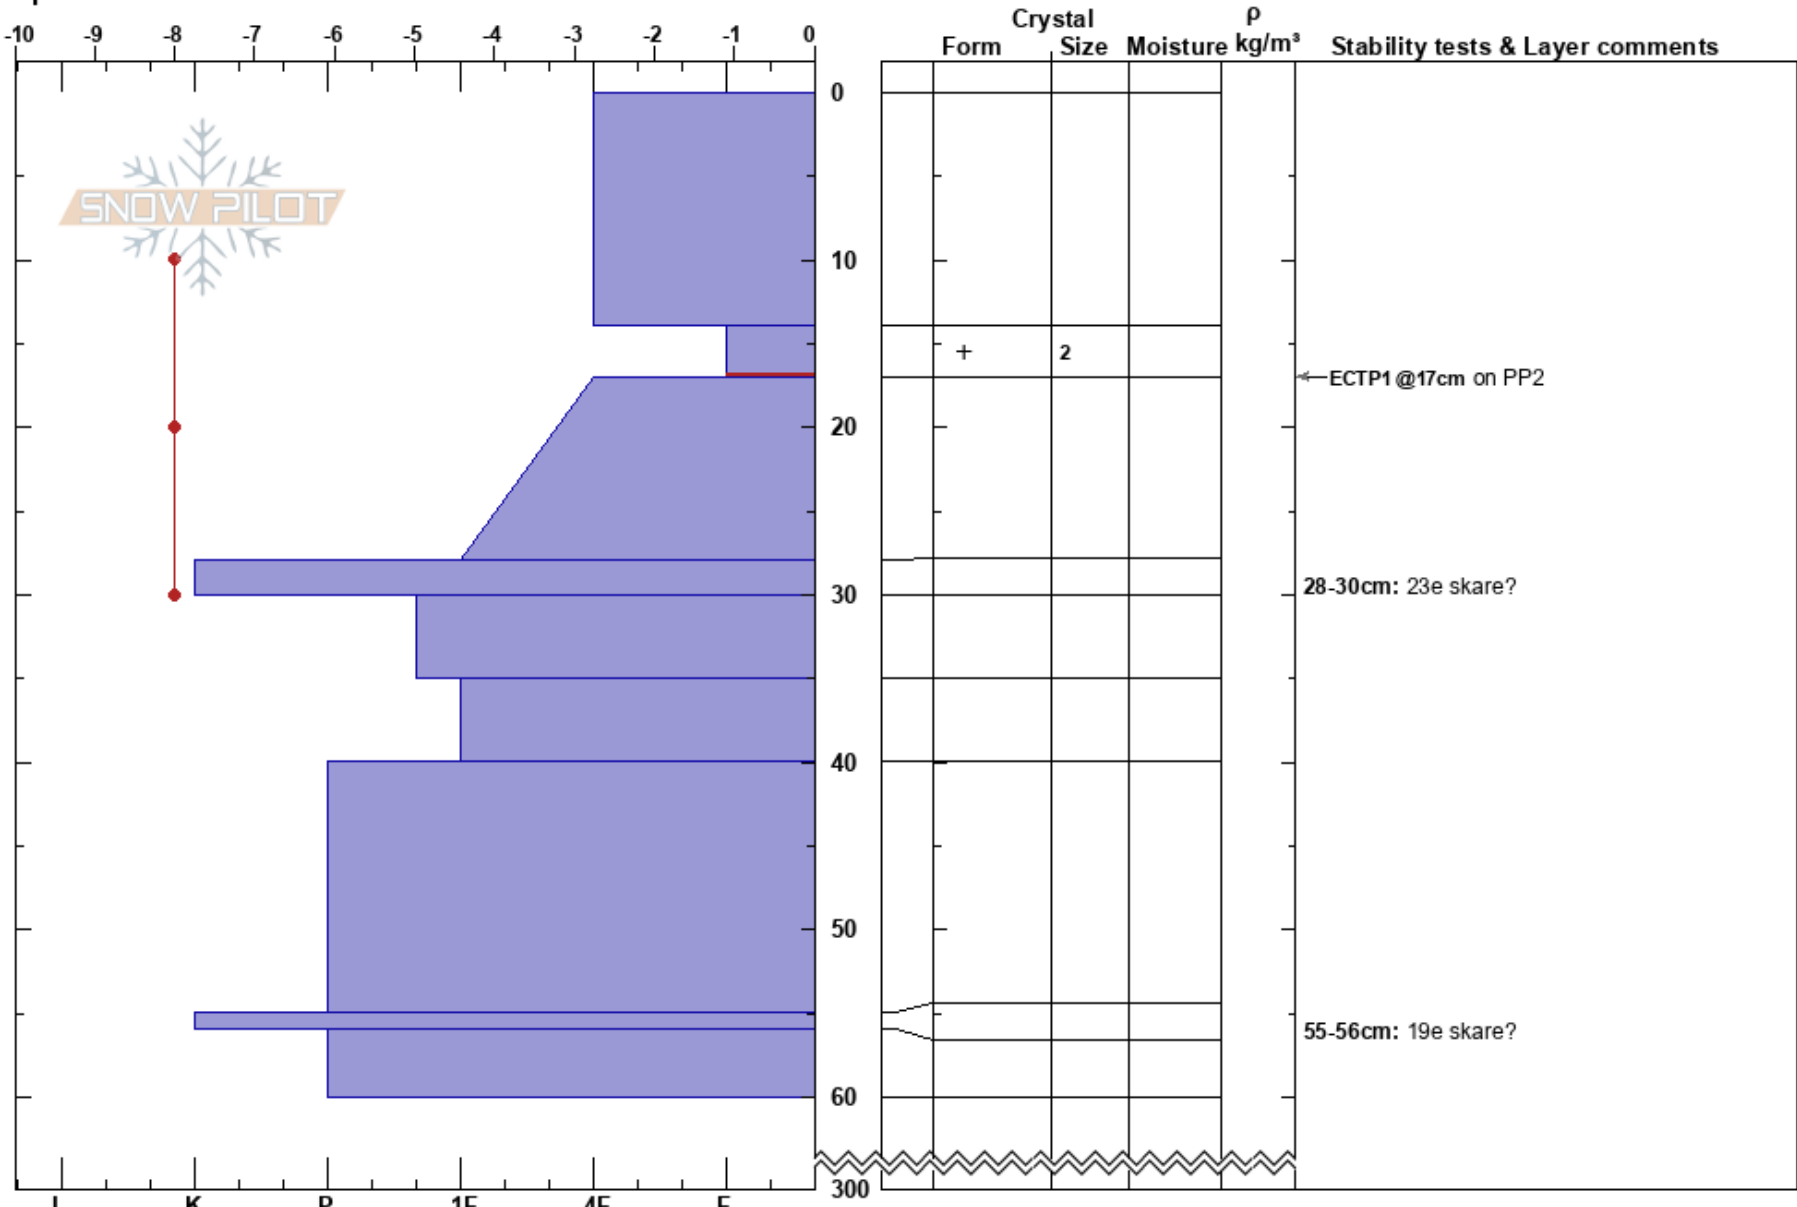 Crystal ρ
-10 -9 -8 -7 -6 -5 -4 -3 -2 -1 0
Form Size Moisture kg/m³ Stability tests & Layer comments
0
SNOW PILOT
10
+ 2
ECTP1 @17cm on PP2
20
28-30cm: 23e skare?
30
40
50
55-56cm: 19e skare?
60
300
I K P 1F 4F F